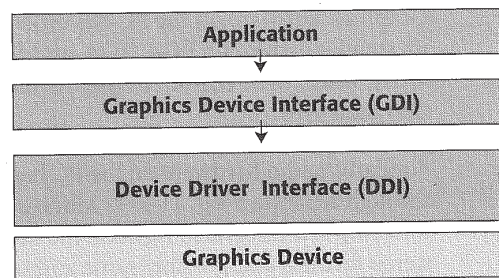 Application
Graphics Device Interface (GDI)
Device Driver Interface (DDI)
Graphics Device